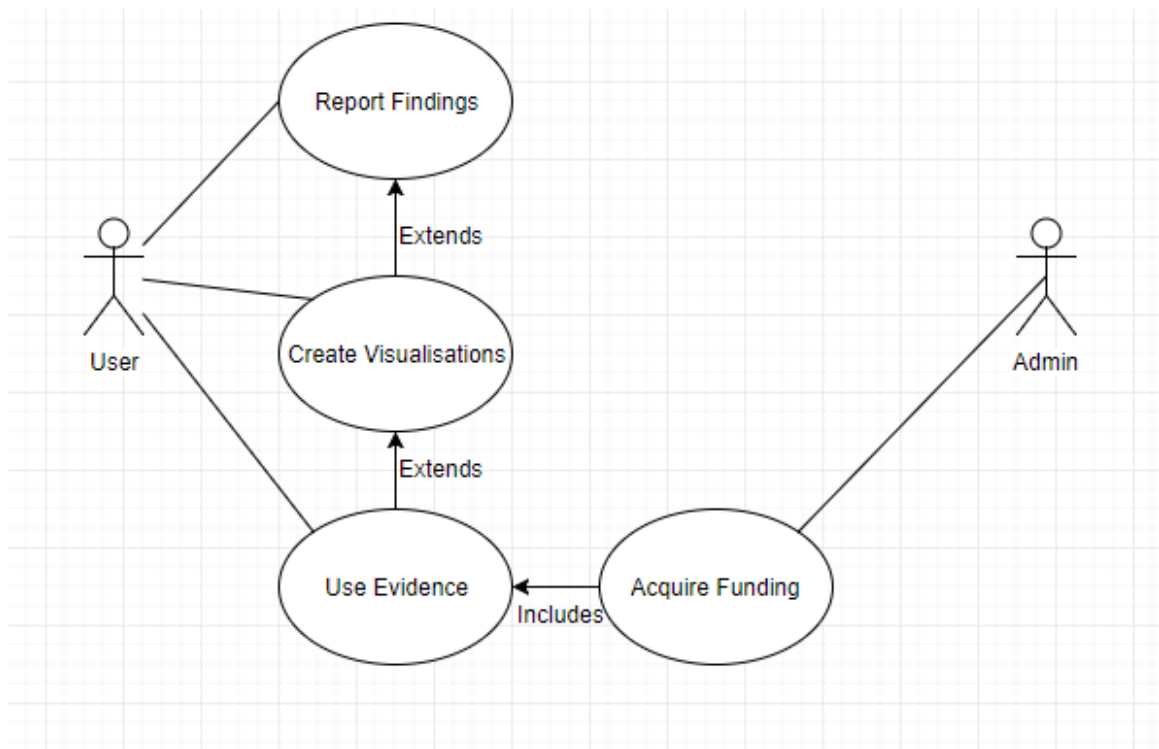 Report Findings
Extends
User
Create Visualisations
Admin
Extends
Use Evidence
Includes
Acquire Funding